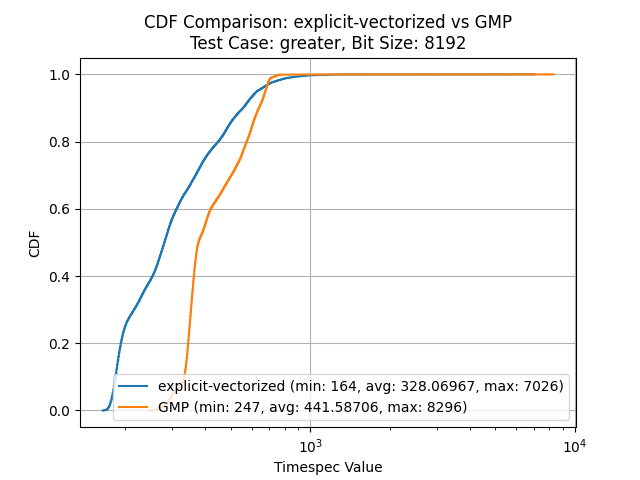 CDF Comparison: explicit-vectorized vs GMP
Test Case: greater, Bit Size: 8192
1.0
0.8
0.6
0.4
0.2
0.0
CDF
explicit-vectorized (min: 164, avg: 328.06967, max: 7026)
GMP (min: 247, avg: 441.58706, max: 8296)
10³
10⁴
Timespec Value